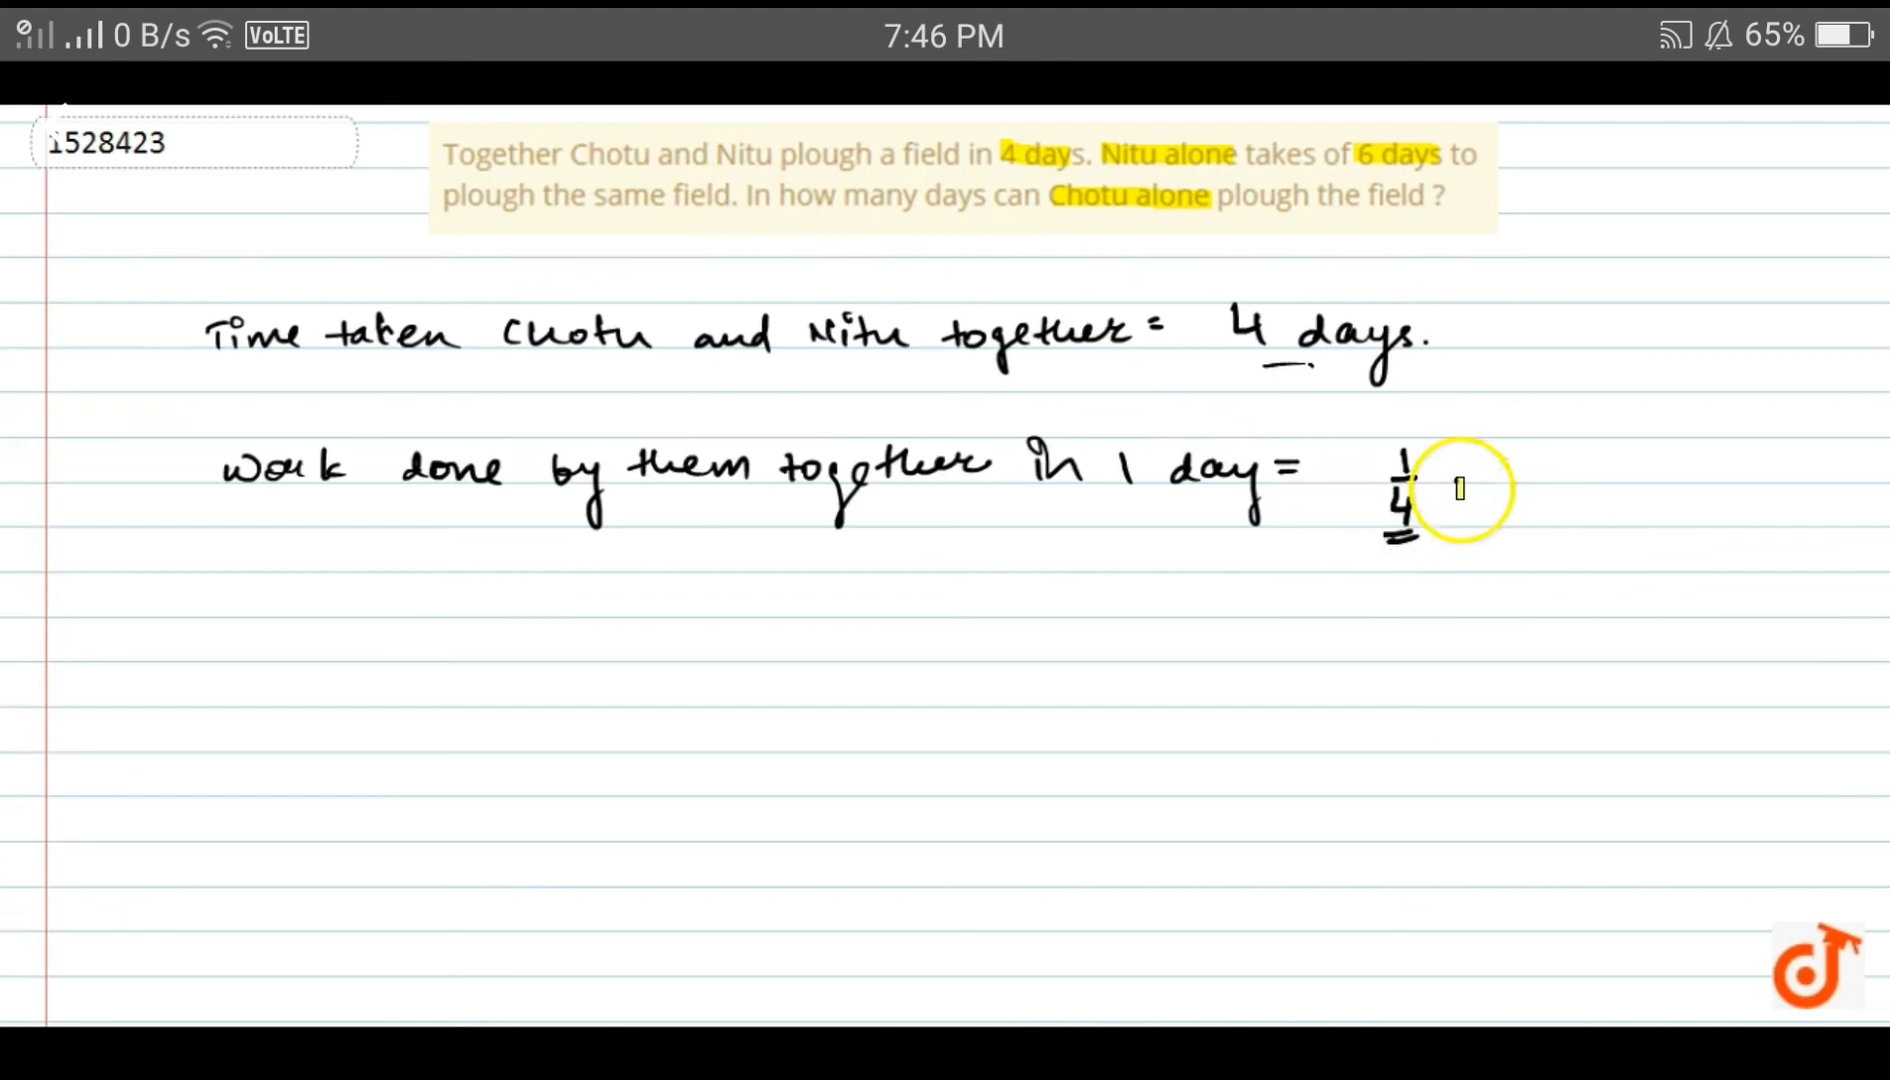 0 B/s VoLTE 7:46 PM 65%
1528423
Together Chotu and Nitu plough a field in 4 days. Nitu alone takes of 6 days to
plough the same field. In how many days can Chotu alone plough the field ?
Time taken Chotu and Nitu together = 4 days.
Work done by them together in 1 day = 1/4